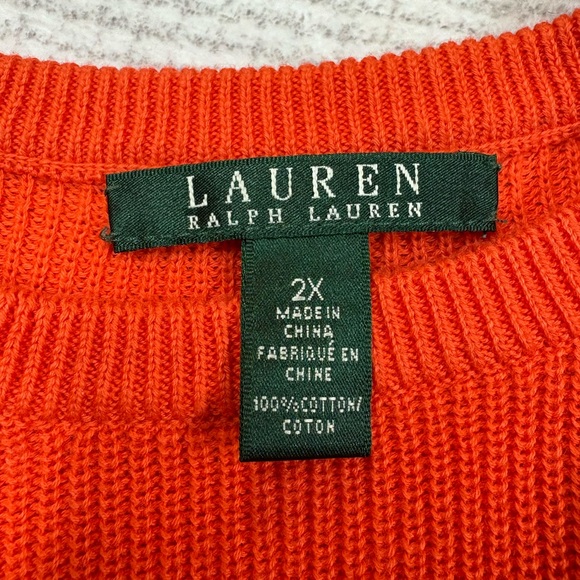 LAUREN
RALPH LAUREN
2X
MADE IN
CHINA
FABRIQUÉ EN
CHINE
100%COTTON/
COTON